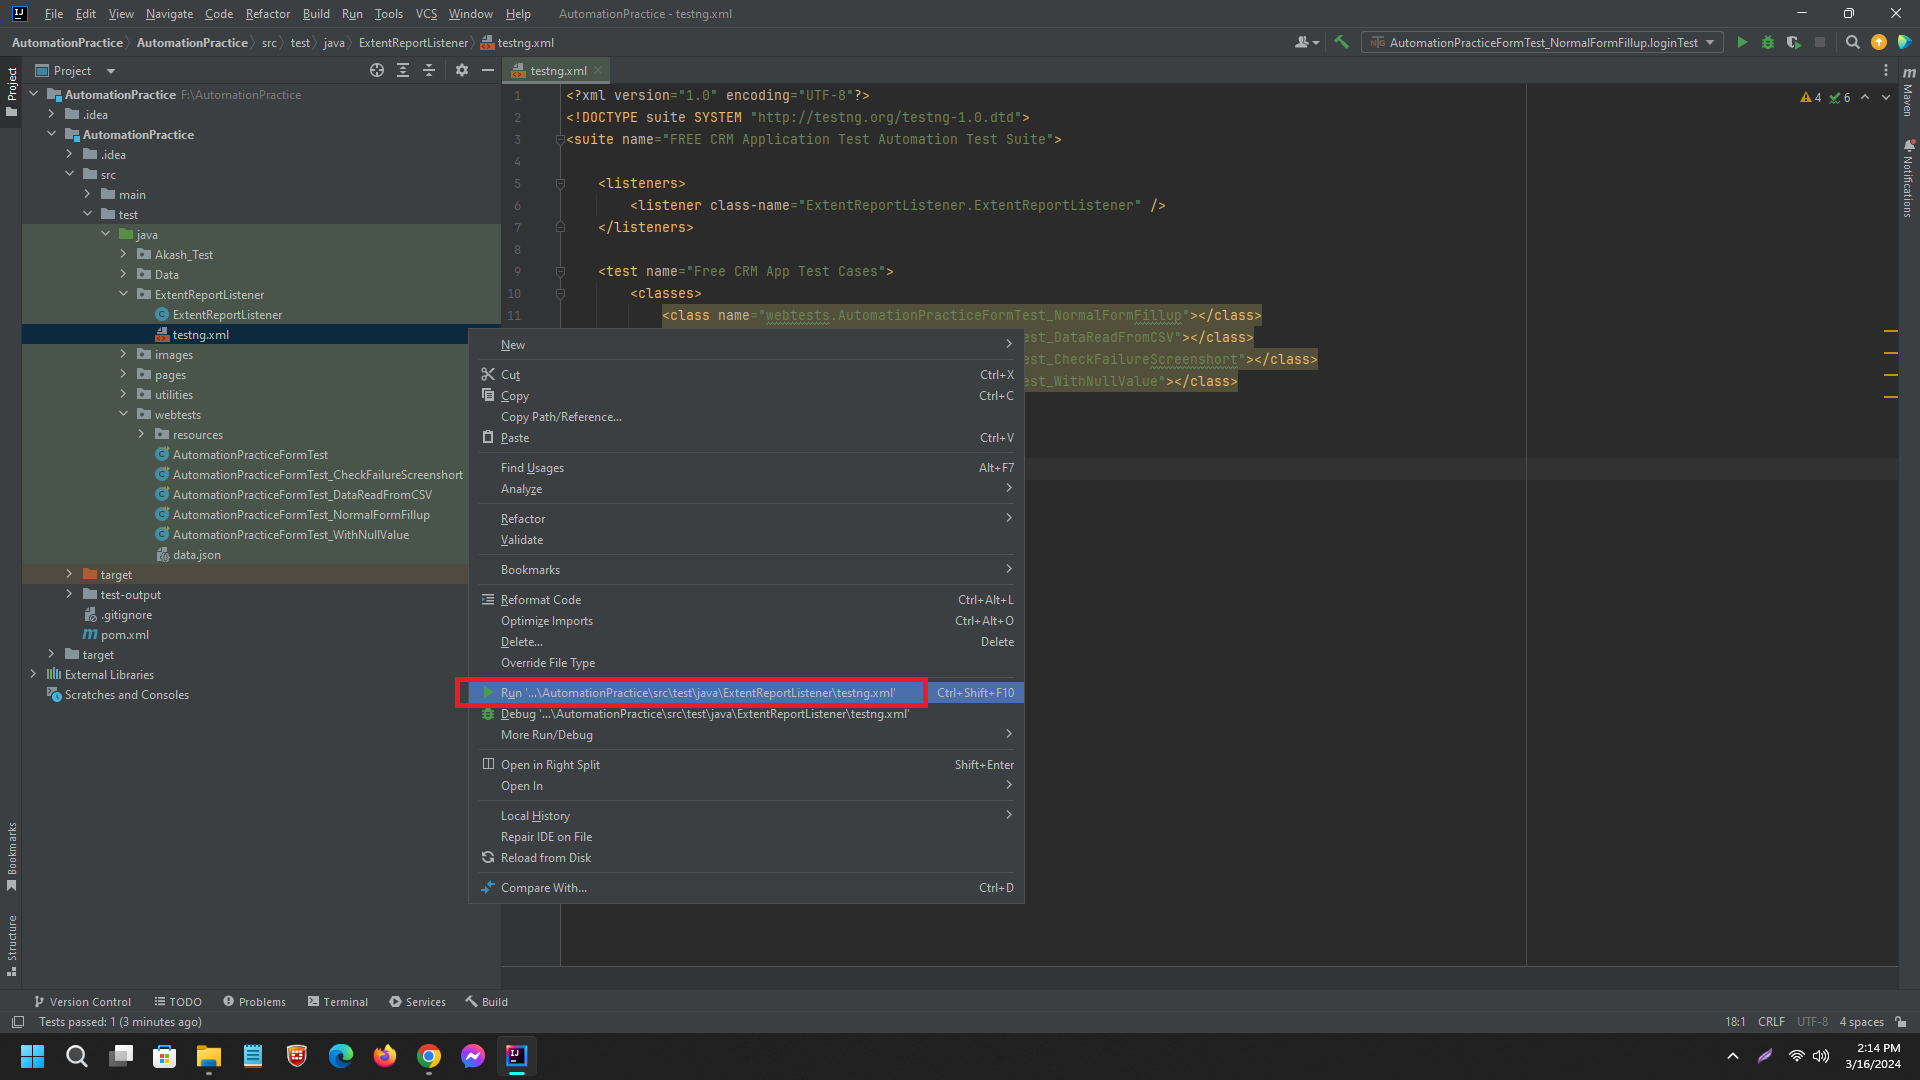 File Edit View Navigate Code Refactor Build Run Tools VCS Window Help AutomationPractice - testng.xml
AutomationPractice AutomationPractice src test java ExtentReportListener testng.xml
AutomationPracticeFormTest_NormalFormFillup.loginTest
Project
Project
AutomationPractice F:\AutomationPractice
.idea
AutomationPractice
.idea
src
main
test
java
Akash_Test
Data
ExtentReportListener
ExtentReportListener
testng.xml
images
pages
utilities
webtests
resources
AutomationPracticeFormTest
AutomationPracticeFormTest_CheckFailureScreenshort
AutomationPracticeFormTest_DataReadFromCSV
AutomationPracticeFormTest_NormalFormFillup
AutomationPracticeFormTest_WithNullValue
data.json
target
test-output
.gitignore
pom.xml
target
External Libraries
Scratches and Consoles
Bookmarks
Structure
testng.xml
4 6
1 <?xml version="1.0" encoding="UTF-8"?>
2 <!DOCTYPE suite SYSTEM "http://testng.org/testng-1.0.dtd">
3 <suite name="FREE CRM Application Test Automation Test Suite">
4
5 <listeners>
6 <listener class-name="ExtentReportListener.ExtentReportListener" />
7 </listeners>
8
9 <test name="Free CRM App Test Cases">
10 <classes>
11 <class name="webtests.AutomationPracticeFormTest_NormalFormFillup"></class>
est_DataReadFromCSV"></class>
est_CheckFailureScreenshort"></class>
est_WithNullValue"></class>
New
Cut Ctrl+X
Copy Ctrl+C
Copy Path/Reference...
Paste Ctrl+V
Find Usages Alt+F7
Analyze
Refactor
Validate
Bookmarks
Reformat Code Ctrl+Alt+L
Optimize Imports Ctrl+Alt+O
Delete... Delete
Override File Type
Run '...\AutomationPractice\src\test\java\ExtentReportListener\testng.xml' Ctrl+Shift+F10
Debug '...\AutomationPractice\src\test\java\ExtentReportListener\testng.xml'
More Run/Debug
Open in Right Split Shift+Enter
Open In
Local History
Repair IDE on File
Reload from Disk
Compare With... Ctrl+D
m
Maven
Notifications
Version Control TODO Problems Terminal Services Build
Tests passed: 1 (3 minutes ago) 18:1 CRLF UTF-8 4 spaces
2:14 PM
3/16/2024